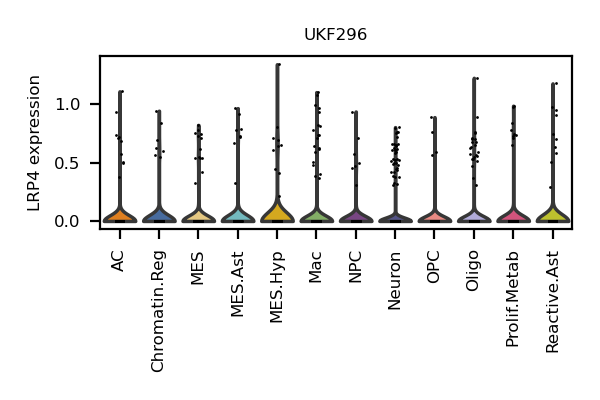 UKF296
LRP4 expression
1.0
0.5
0.0
AC
Chromatin.Reg
MES
MES.Ast
MES.Hyp
Mac
NPC
Neuron
OPC
Oligo
Prolif.Metab
Reactive.Ast